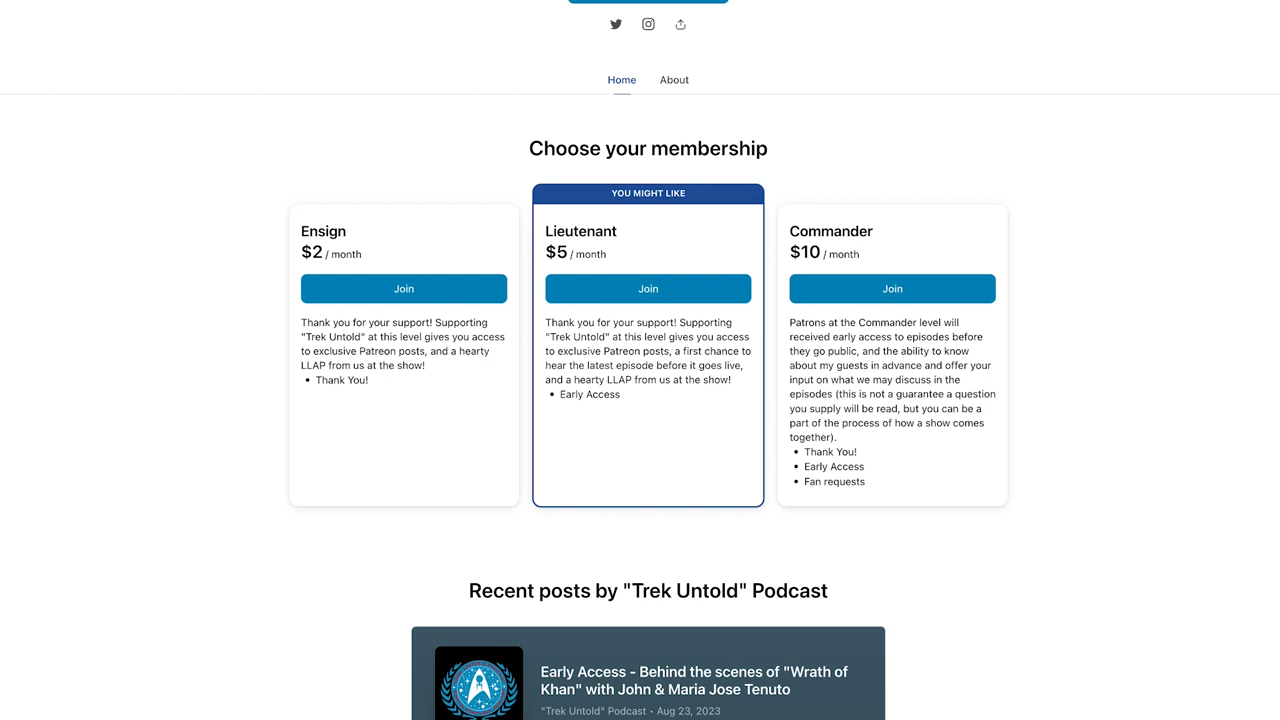 Home About
Choose your membership
YOU MIGHT LIKE
Ensign
$2 / month
Join
Thank you for your support! Supporting
"Trek Untold" at this level gives you access
to exclusive Patreon posts, and a hearty
LLAP from us at the show!
• Thank You!
Lieutenant
$5 / month
Join
Thank you for your support! Supporting
"Trek Untold" at this level gives you access
to exclusive Patreon posts, a first chance to
hear the latest episode before it goes live,
and a hearty LLAP from us at the show!
• Early Access
Commander
$10 / month
Join
Patrons at the Commander level will
received early access to episodes before
they go public, and the ability to know
about my guests in advance and offer your
input on what we may discuss in the
episodes (this is not a guarantee a question
you supply will be read, but you can be a
part of the process of how a show comes
together).
• Thank You!
• Early Access
• Fan requests
Recent posts by "Trek Untold" Podcast
Early Access - Behind the scenes of "Wrath of
Khan" with John & Maria Jose Tenuto
"Trek Untold" Podcast • Aug 23, 2023